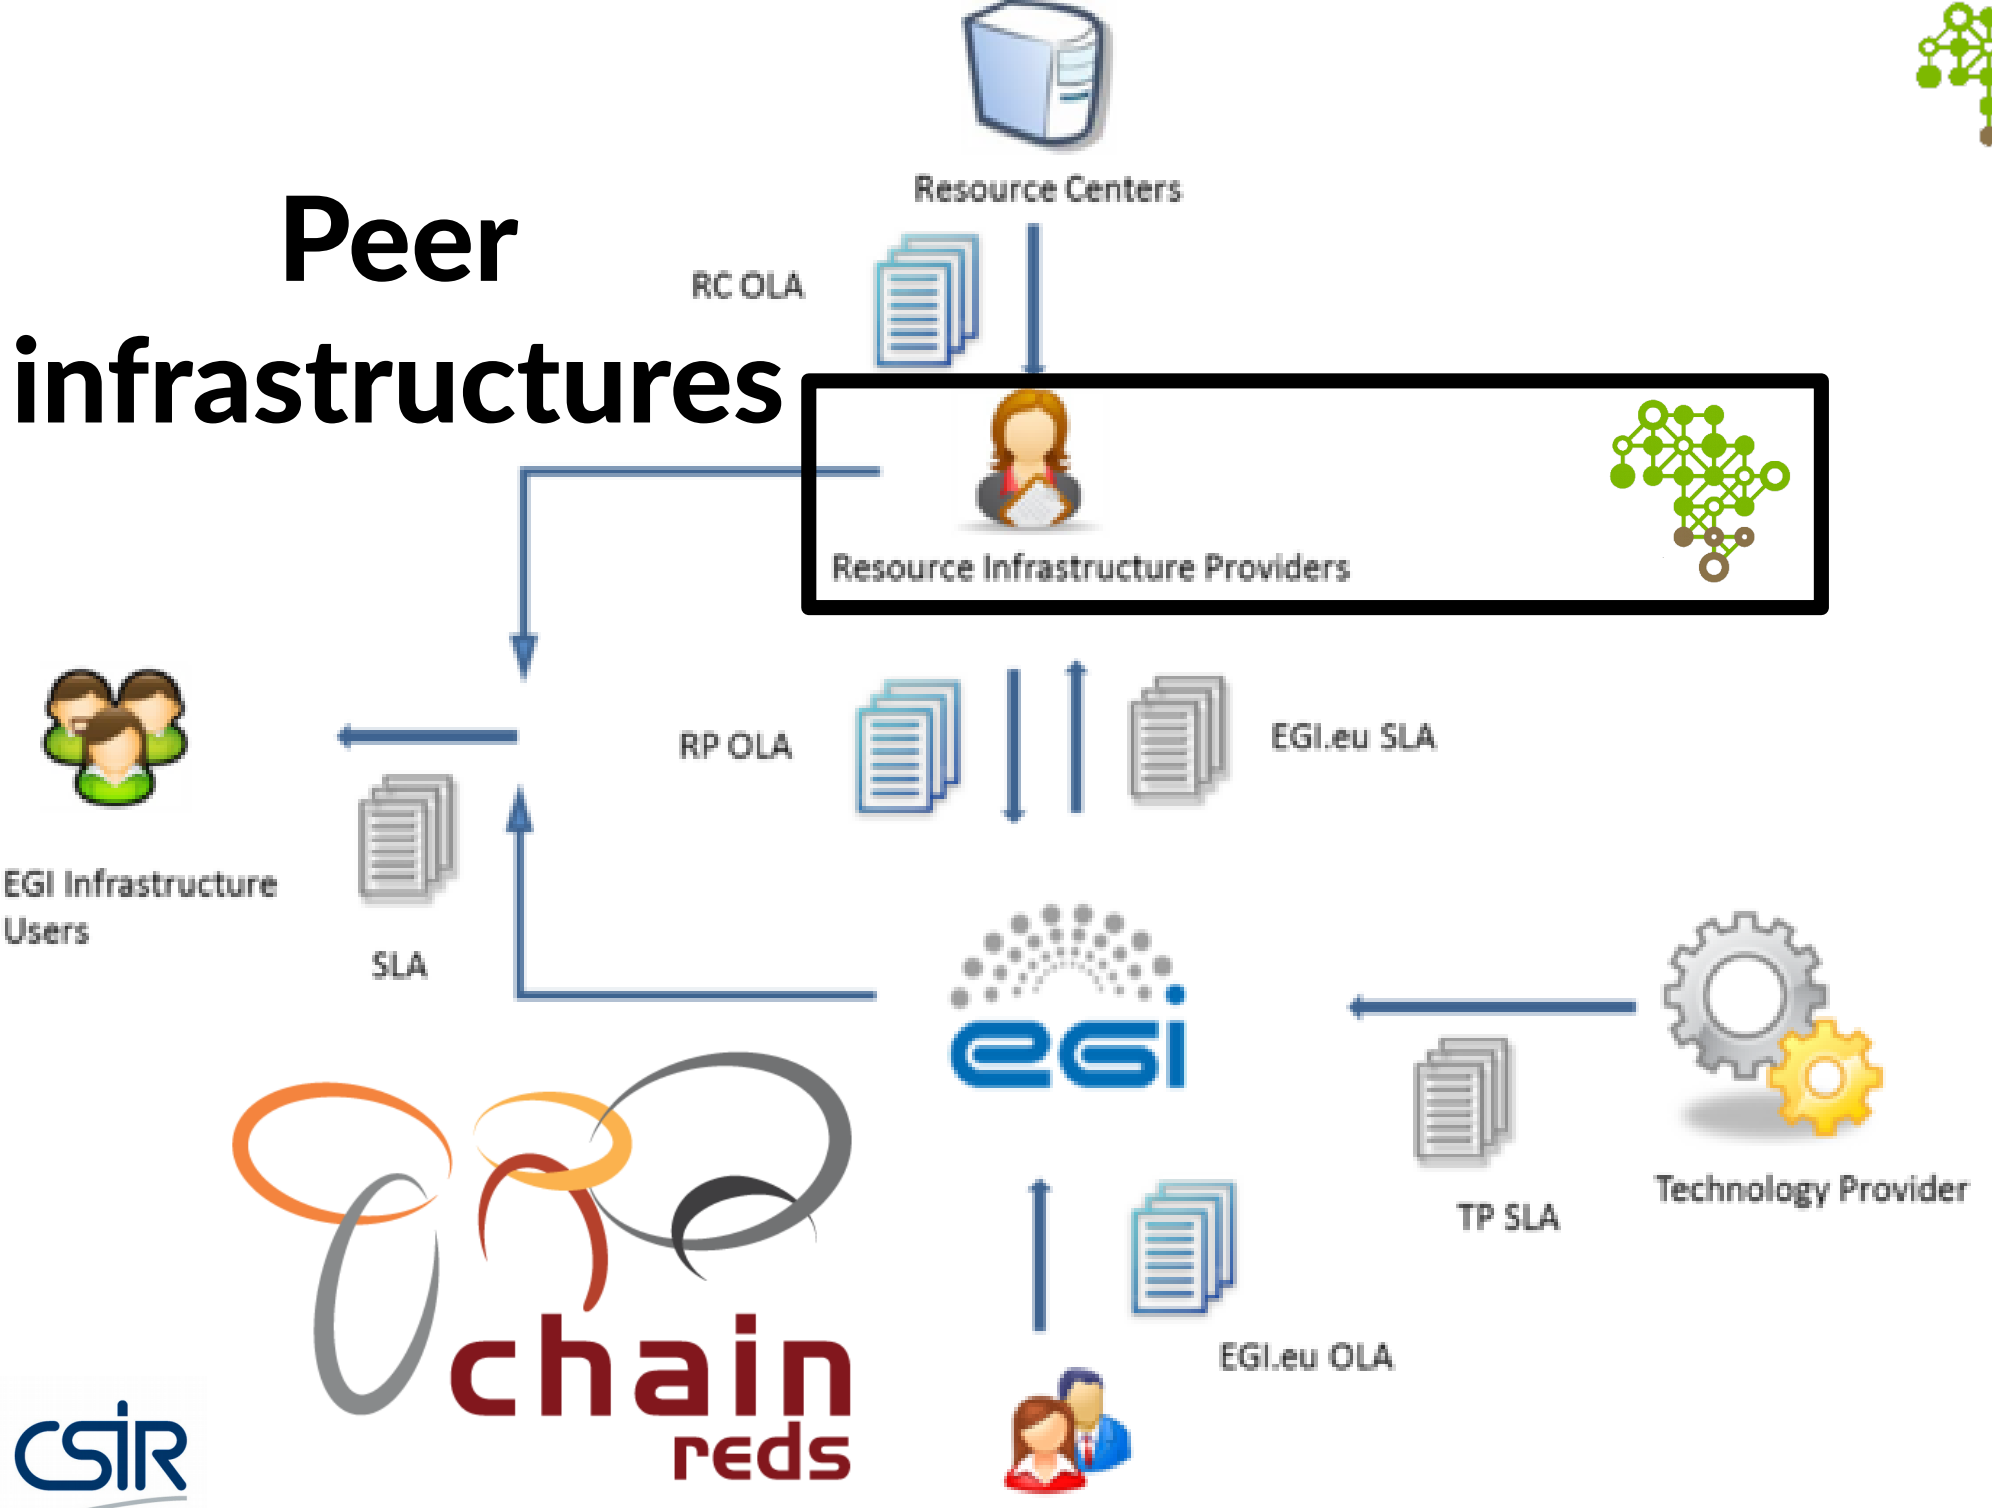 Resource Centers
Peer
infrastructures
RC OLA
Resource Infrastructure Providers
RP OLA
EGI.eu SLA
EGI Infrastructure
Users
SLA
egi
TP SLA
Technology Provider
EGI.eu OLA
chain
reds
CSIR